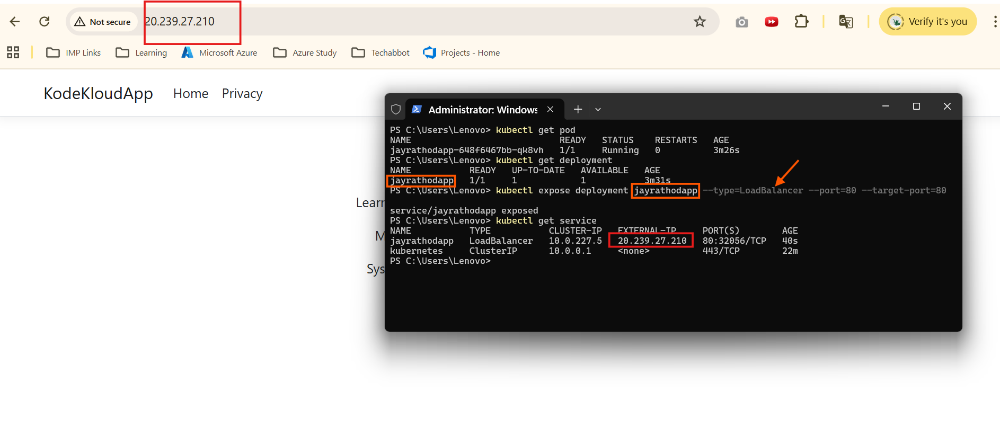 Not secure 20.239.27.210 Verify it's you
IMP Links Learning Microsoft Azure Azure Study Techabbot Projects - Home
KodeKloudApp Home Privacy
Administrator: Windows
PS C:\Users\Lenovo> kubectl get pod
NAME READY STATUS RESTARTS AGE
jayrathodapp-648f6467bb-qk8vh 1/1 Running 0 3m26s
PS C:\Users\Lenovo> kubectl get deployment
NAME READY UP-TO-DATE AVAILABLE AGE
jayrathodapp 1/1 1 1 3m31s
PS C:\Users\Lenovo> kubectl expose deployment jayrathodapp --type=LoadBalancer --port=80 --target-port=80
service/jayrathodapp exposed
PS C:\Users\Lenovo> kubectl get service
NAME TYPE CLUSTER-IP EXTERNAL-IP PORT(S) AGE
jayrathodapp LoadBalancer 10.0.227.5 20.239.27.210 80:32056/TCP 40s
kubernetes ClusterIP 10.0.0.1 <none> 443/TCP 22m
PS C:\Users\Lenovo>
Learn
M
Sys